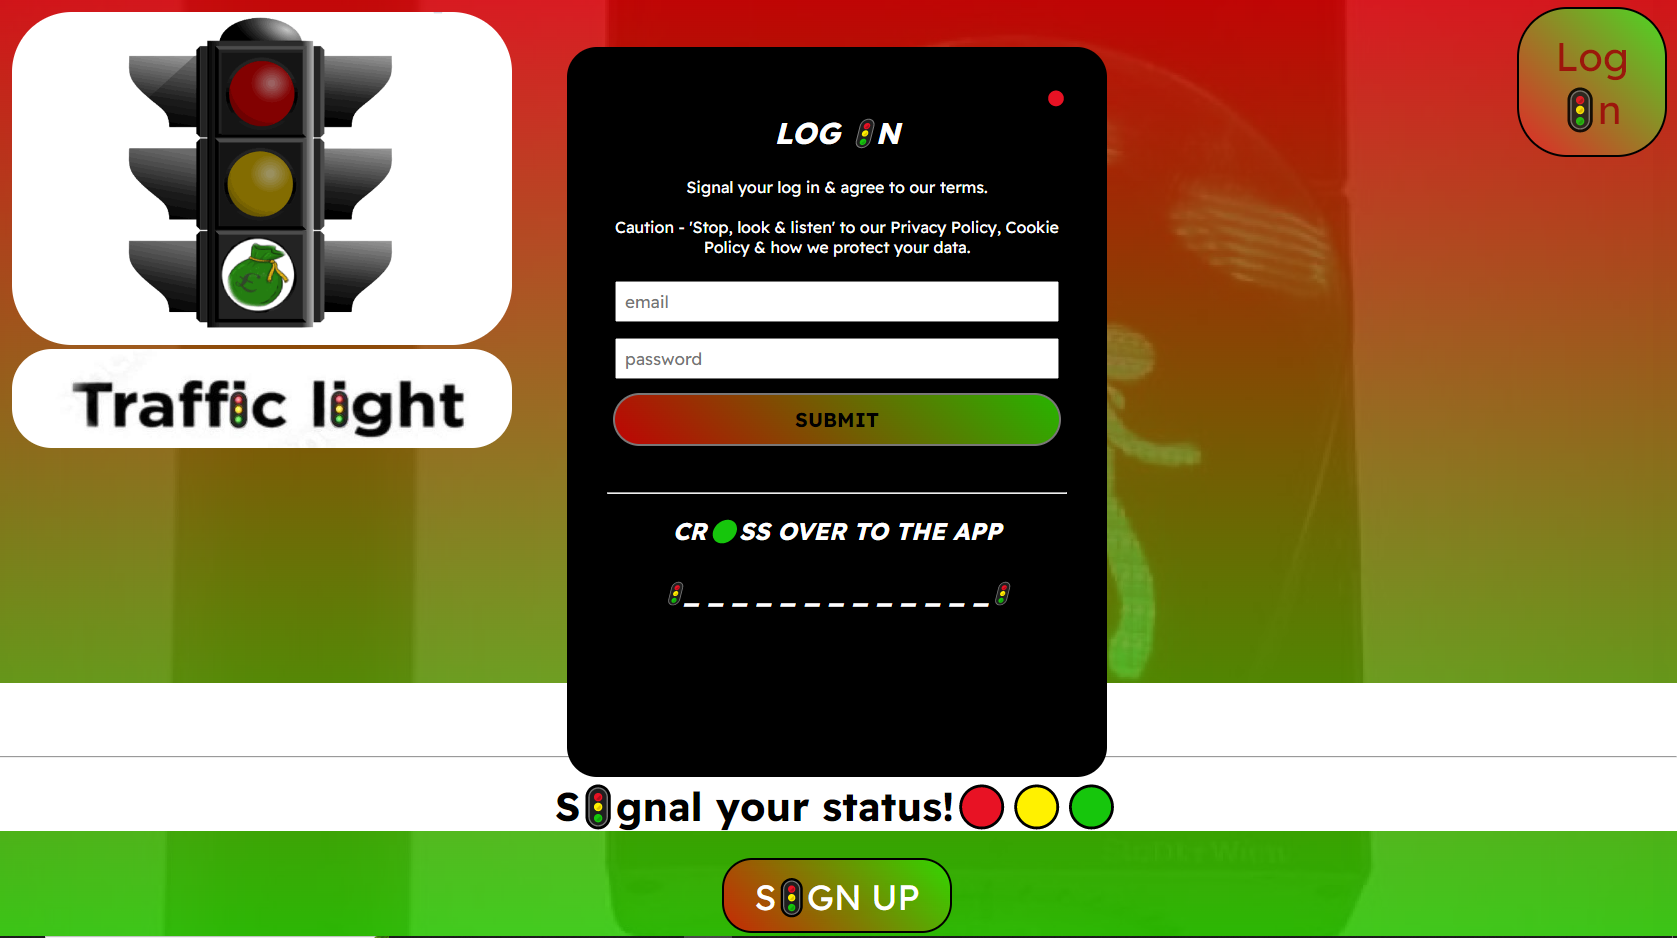 Traffic light
Log
🚦n
LOG 🚦N
Signal your log in & agree to our terms.
Caution - 'Stop, look & listen' to our Privacy Policy, Cookie
Policy & how we protect your data.
email
password
SUBMIT
CR🟢SS OVER TO THE APP
🚦_ _ _ _ _ _ _ _ _ _ _ _ _🚦
S🚦gnal your status!
S🚦GN UP